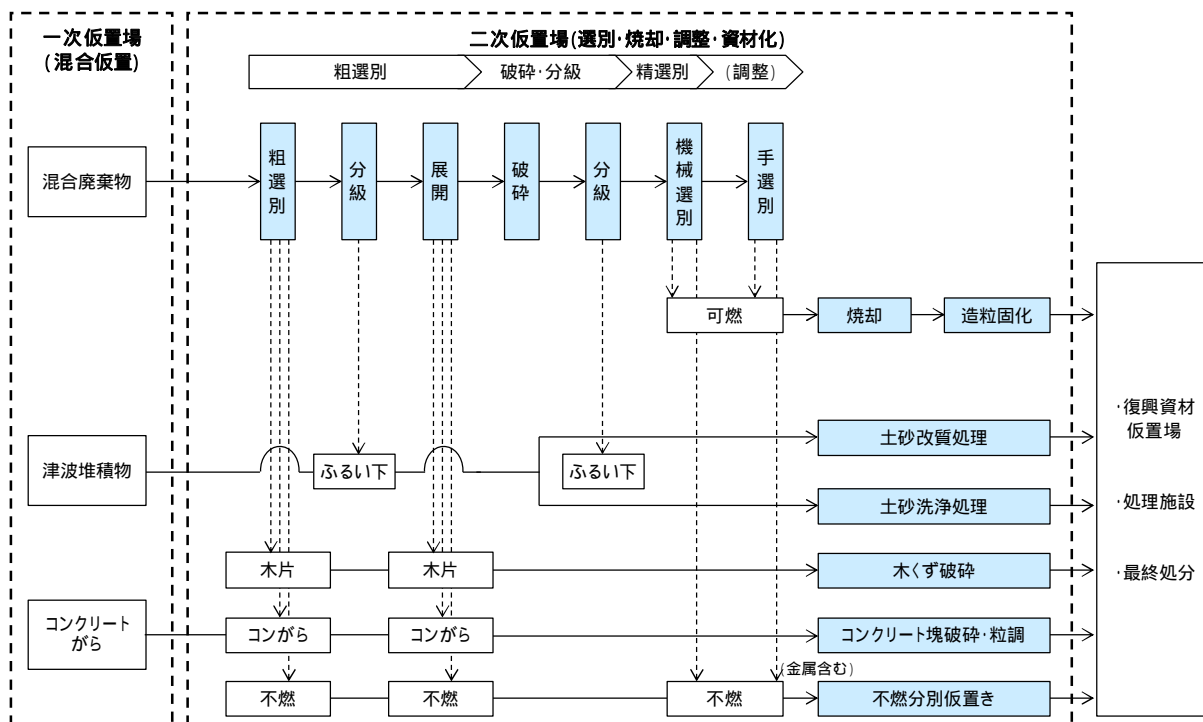 一次仮置場
(混合仮置)
二次仮置場(選別･焼却･調整･資材化)
粗選別
破砕･分級
精選別
(調整)
混合廃棄物
粗選別
分級
展開
破砕
分級
機械選別
手選別
可燃
焼却
造粒固化
･復興資材
仮置場
･処理施設
･最終処分
津波堆積物
ふるい下
ふるい下
土砂改質処理
土砂洗浄処理
木片
木片
木くず破砕
コンクリート
がら
コンがら
コンがら
コンクリート塊破砕･粒調
(金属含む)
不燃
不燃
不燃
不燃分別仮置き